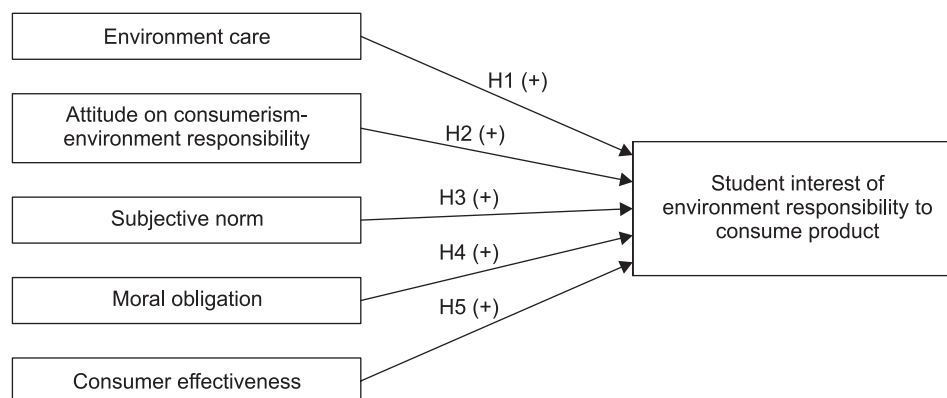 Environment care
H1 (+)
Attitude on consumerism-
environment responsibility
H2 (+)
Subjective norm
H3 (+)
Moral obligation
H4 (+)
Consumer effectiveness
H5 (+)
Student interest of
environment responsibility to
consume product